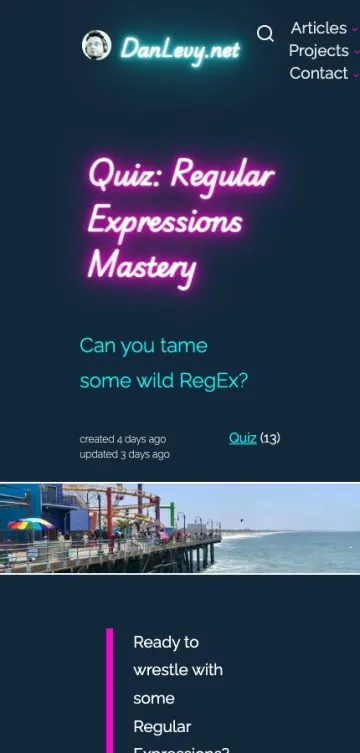 DanLevy.net
Articles
Projects
Contact
Quiz: Regular
Expressions
Mastery
Can you tame
some wild RegEx?
created 4 days ago
updated 3 days ago
Quiz (13)
Ready to
wrestle with
some
Regular
Expressions?